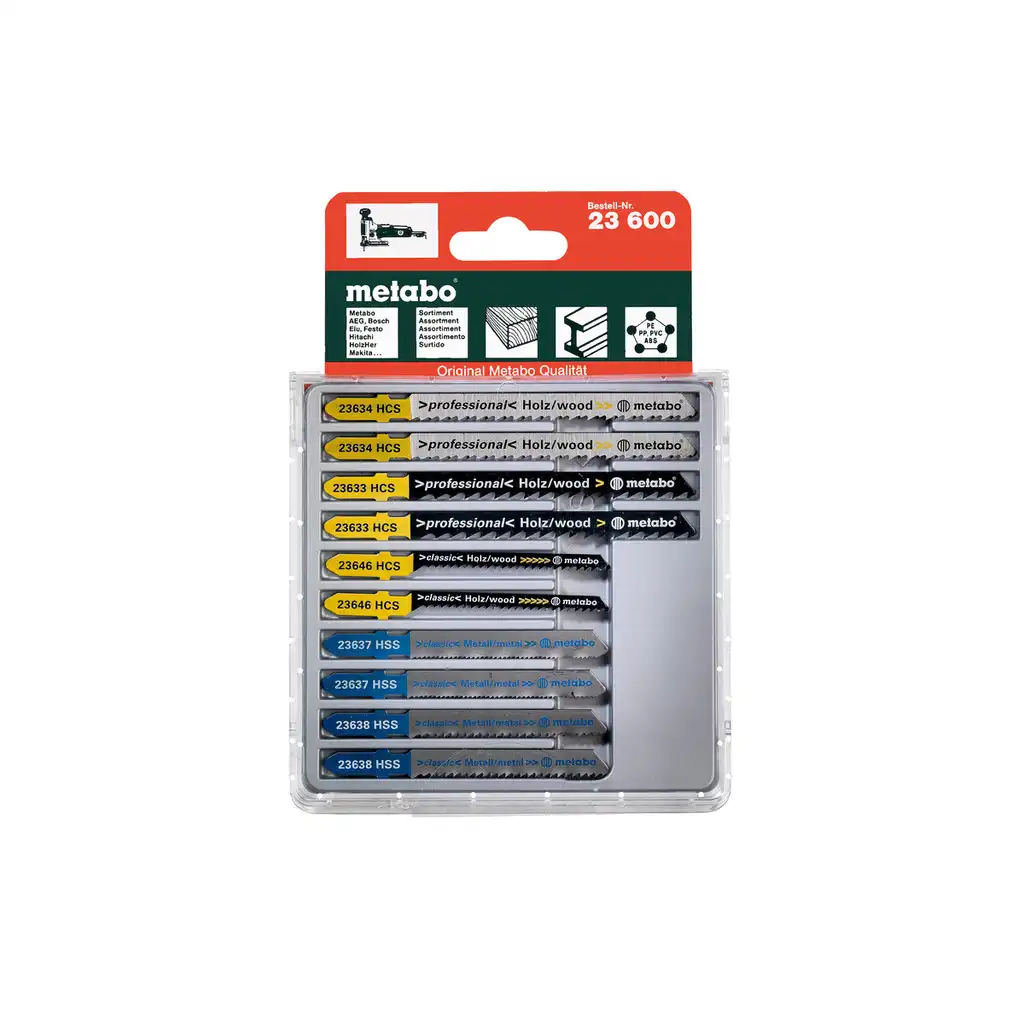 Bestell-Nr.
23 600
metabo®
Metabo
AEG, Bosch
Elu, Festo
Hitachi
HolzHer
Makita...
Sortiment
Assortment
Assortiment
Assortimento
Surtido
PE
PP, PVC
ABS
Original Metabo Qualität
23634 HCS >professional< Holz/wood >> metabo®
23634 HCS >professional< Holz/wood >> metabo®
23633 HCS >professional< Holz/wood > metabo®
23633 HCS >professional< Holz/wood > metabo®
23646 HCS >classic< Holz/wood >>>>> metabo
23646 HCS >classic< Holz/wood >>>>> metabo
23637 HSS >classic< Metall/metal >> metabo
23637 HSS >classic< Metall/metal >> metabo
23638 HSS >classic< Metall/metal >> metabo
23638 HSS >classic< Metall/metal >> metabo